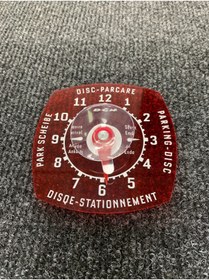 DISC-PARCARE
PARK SCHEIBE
PARKING-DISC
11 12 1
10 2
9 3
8 4
7 6 5
DISQE-STATIONNEMENT